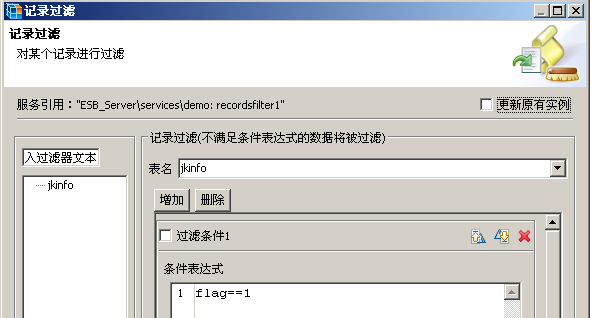 记录过滤
记录过滤
对某个记录进行过滤
服务引用："ESB_Server\services\demo: recordsfilter1"
更新原有实例
入过滤器文本
jkinfo
记录过滤(不满足条件表达式的数据将被过滤)
表名 jkinfo
增加 删除
过滤条件1
条件表达式
1 flag==1